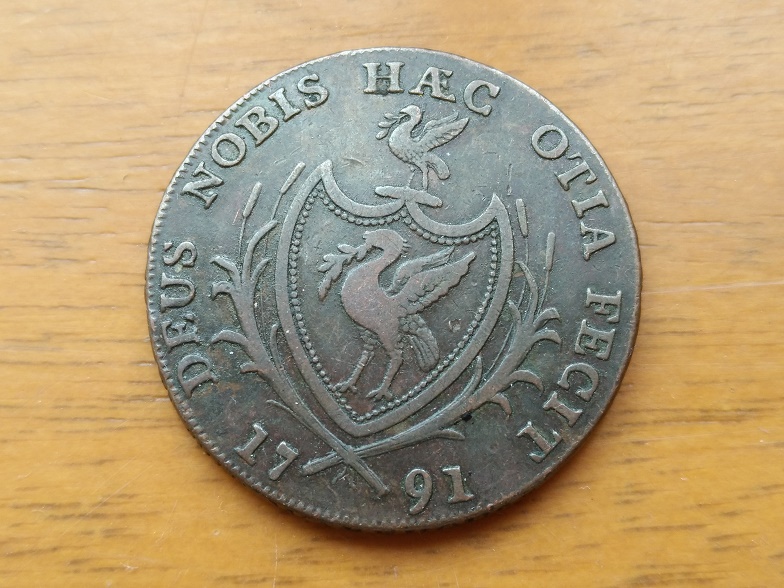 DEUS NOBIS HÆC OTIA FECIT
1791